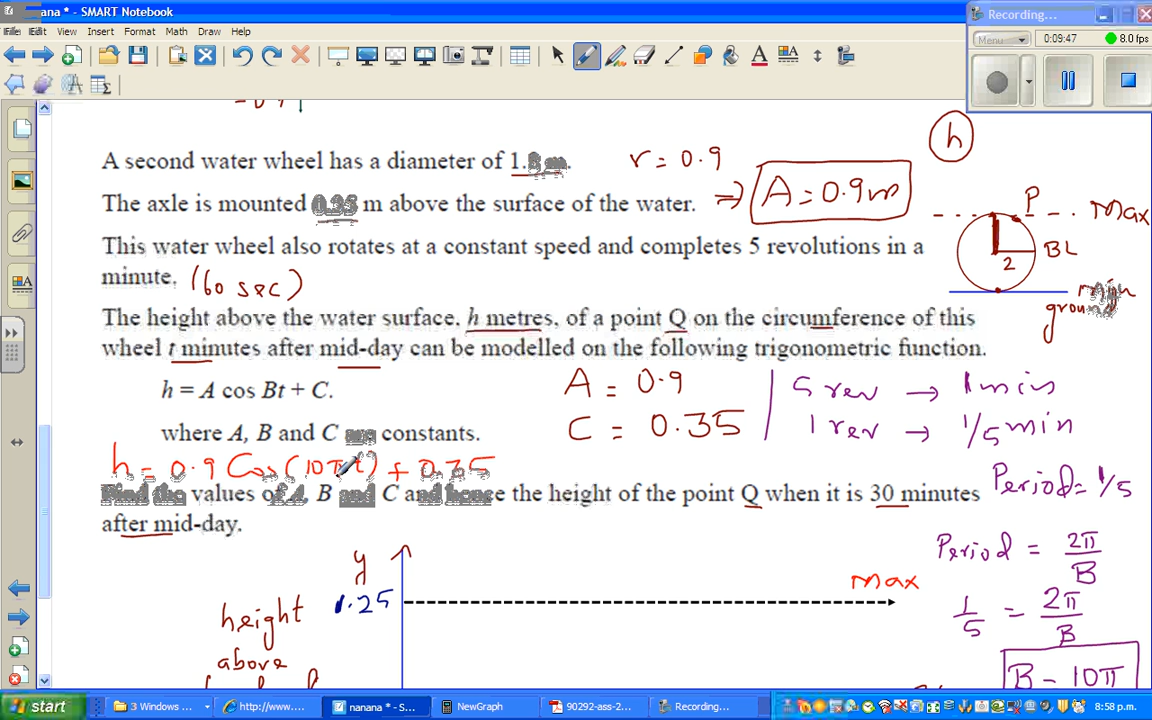 nanana * - SMART Notebook
File Edit View Insert Format Math Draw Help
Recording...
Menu
0:09:47
8.0 fps
-0.9
A second water wheel has a diameter of 1.8 m.
r = 0.9
⇒ A = 0.9m
h
The axle is mounted 0.35 m above the surface of the water.
P
Max
This water wheel also rotates at a constant speed and completes 5 revolutions in a
minute.
(60 sec)
2
BL
min
ground
The height above the water surface, h metres, of a point Q on the circumference of this
wheel t minutes after mid-day can be modelled on the following trigonometric function.
h = A cos Bt + C.
A = 0.9
5 rev → 1 min
where A, B and C are constants.
C = 0.35
1 rev → 1/5 min
h = 0.9 Cos(10πt) + 0.35
Period = 1/5
Find the values of A, B and C and hence the height of the point Q when it is 30 minutes
after mid-day.
Period = 2π/B
y
1.25
max
height
above
1/5 = 2π/B
B = 10π
start
3 Windows ...
http://www....
nanana * - S...
NewGraph
90292-ass-2...
Recording...
8:58 p.m.